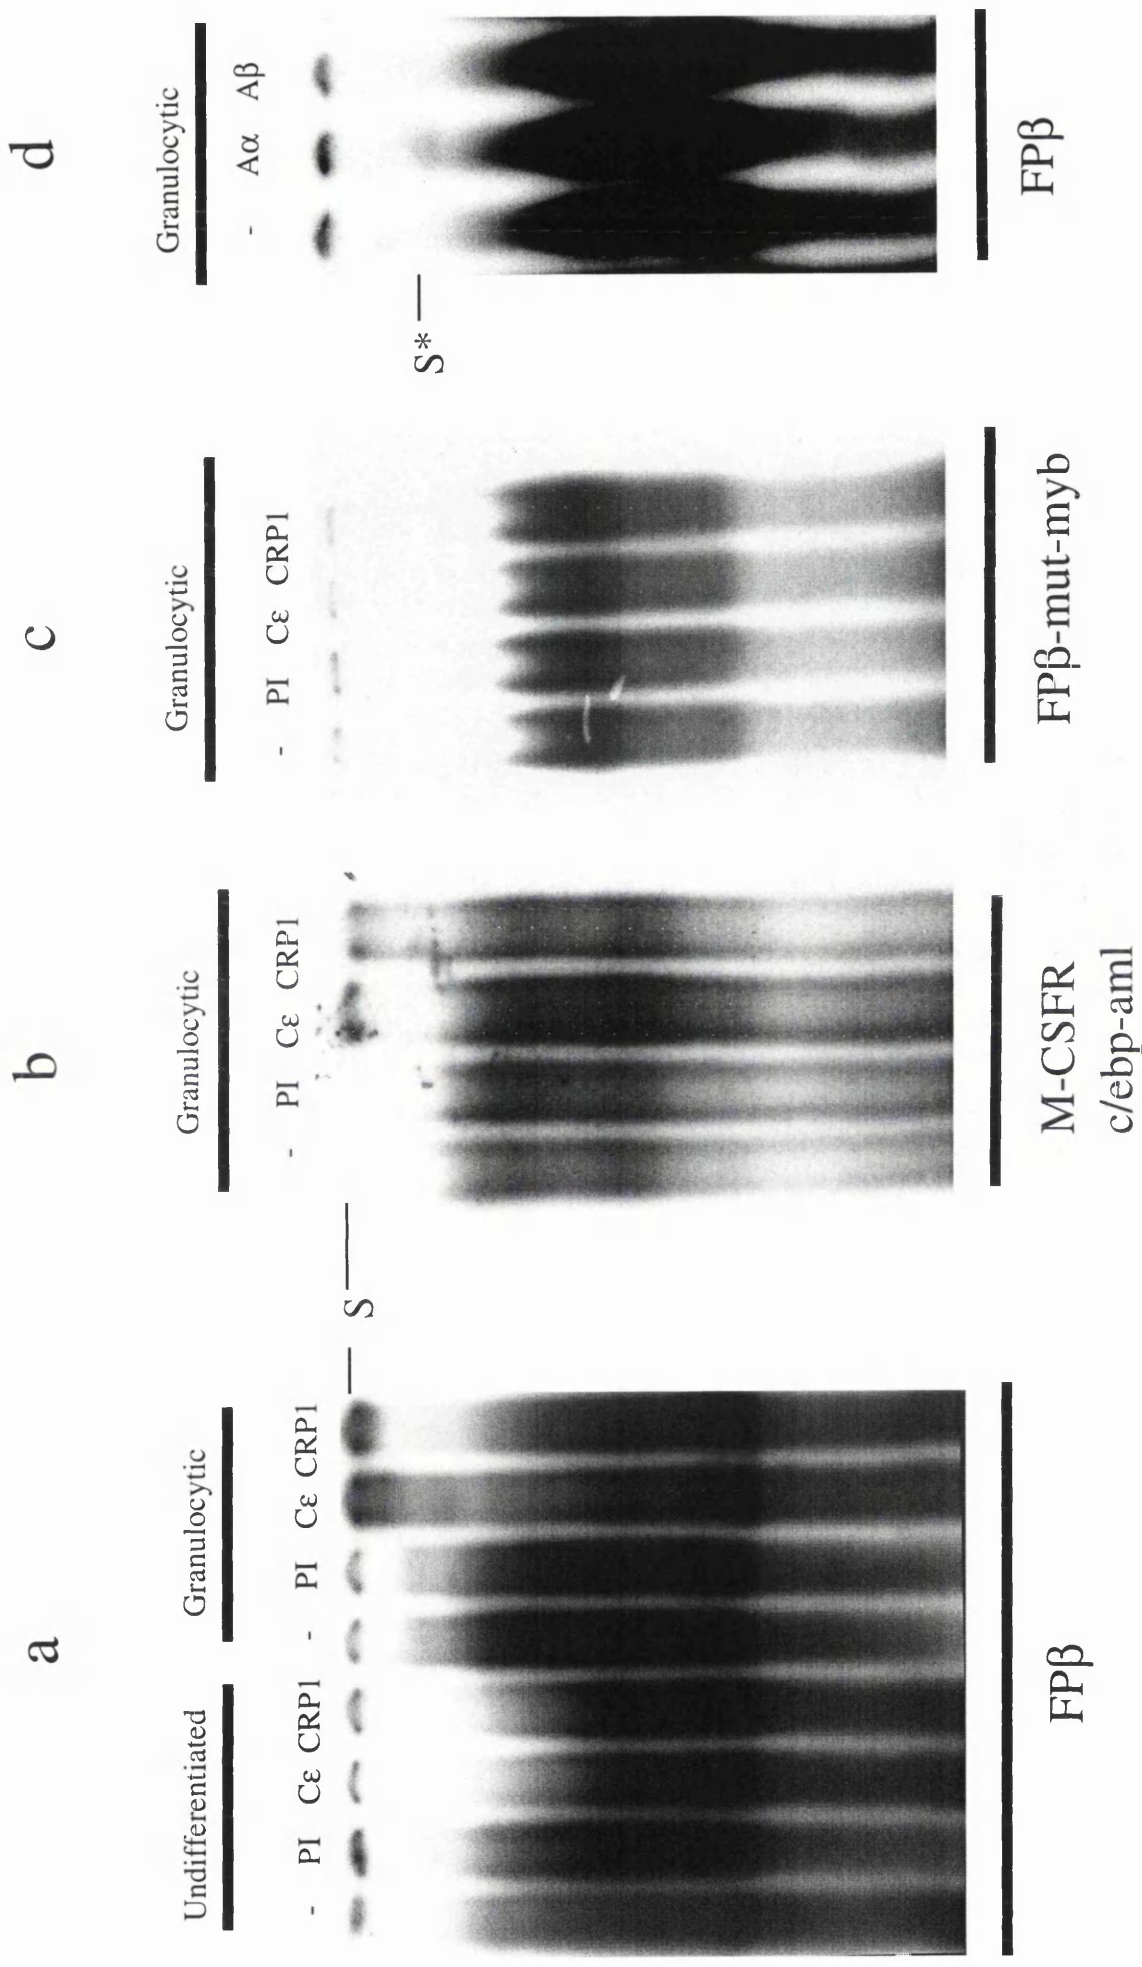 a
Undifferentiated Granulocytic
- PI Cε CRP1 - PI Cε CRP1
S
FPβ
b
Granulocytic
- PI Cε CRP1
M-CSFR
c/ebp-aml
c
Granulocytic
- PI Cε CRP1
FPβ-mut-myb
d
Granulocytic
- Aα Aβ
S*
FPβ